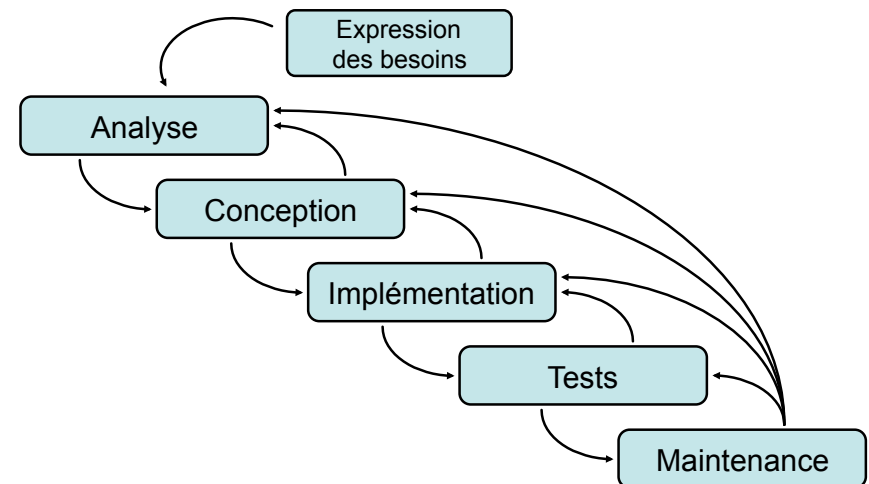 Expression
des besoins
Analyse
Conception
Implémentation
Tests
Maintenance